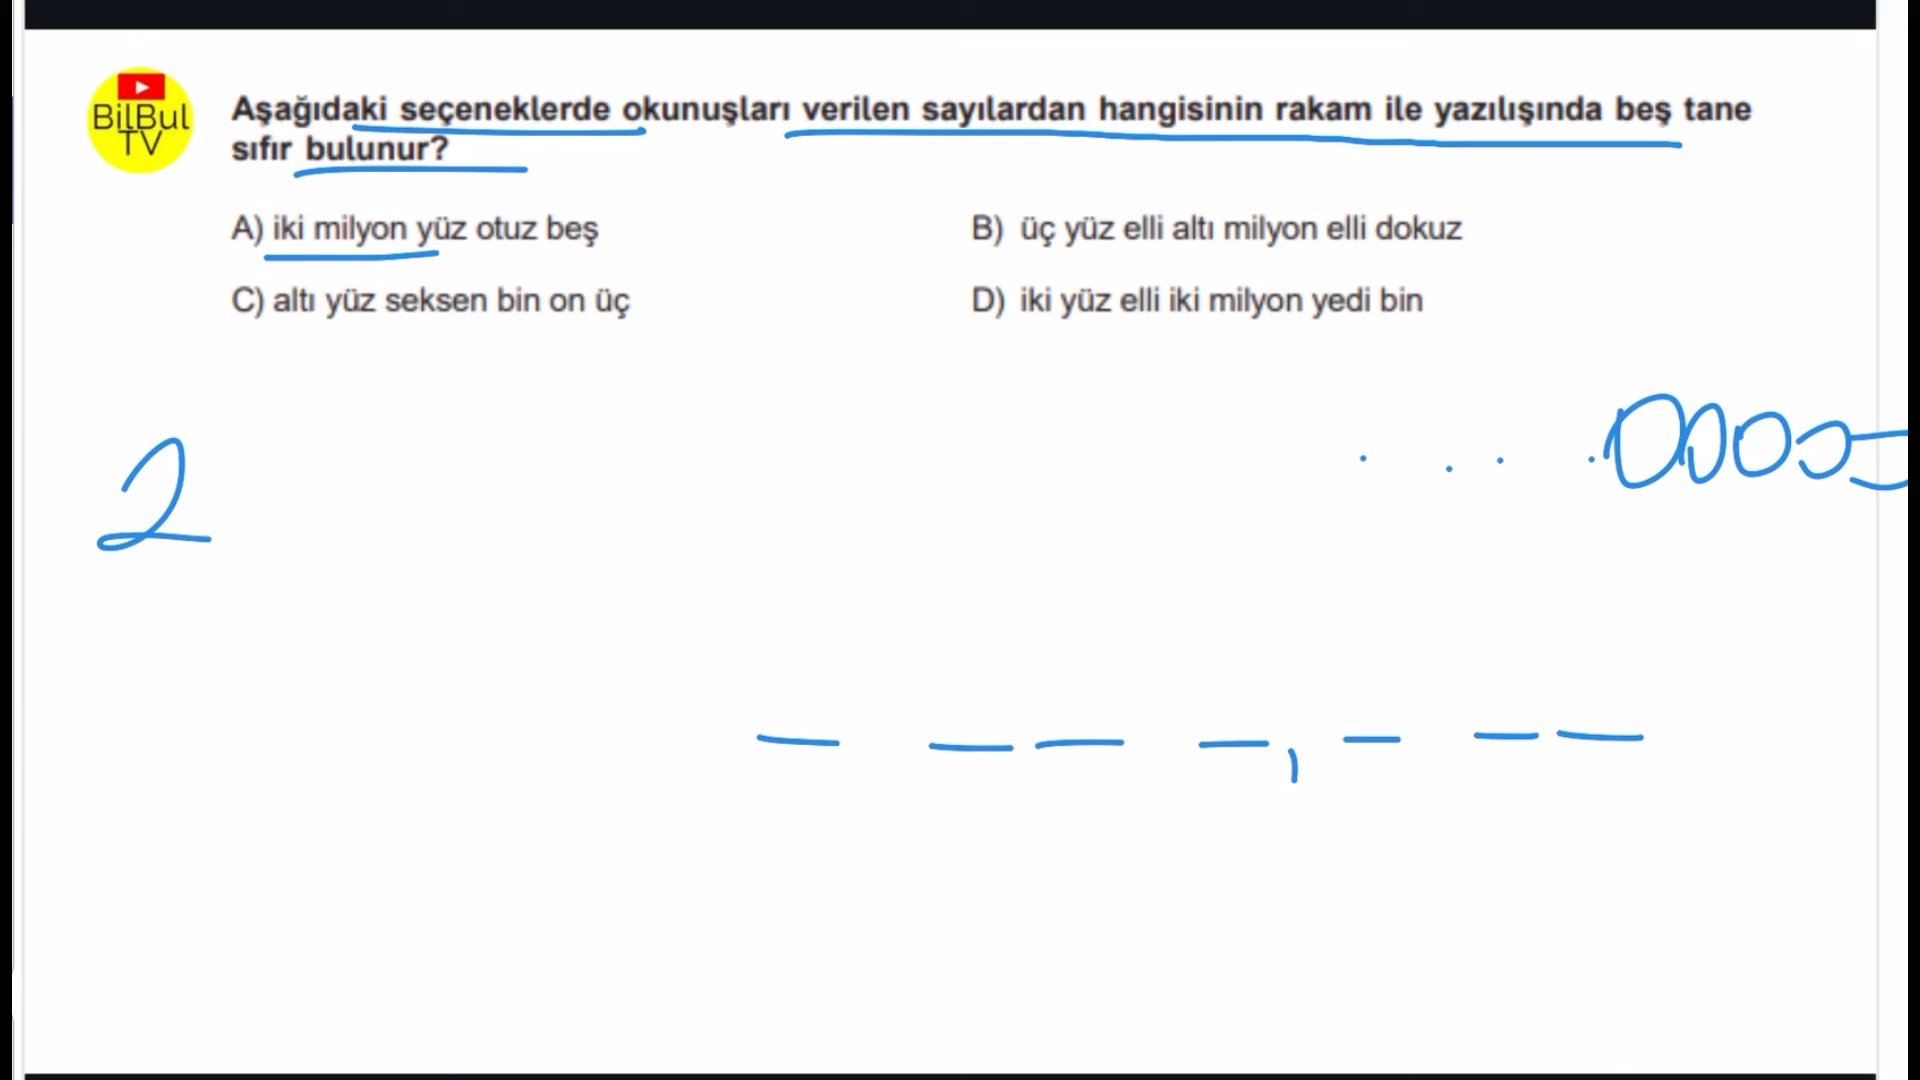 BilBul
TV
Aşağıdaki seçeneklerde okunuşları verilen sayılardan hangisinin rakam ile yazılışında beş tane
sıfır bulunur?
A) iki milyon yüz otuz beş
B) üç yüz elli altı milyon elli dokuz
C) altı yüz seksen bin on üç
D) iki yüz elli iki milyon yedi bin
2